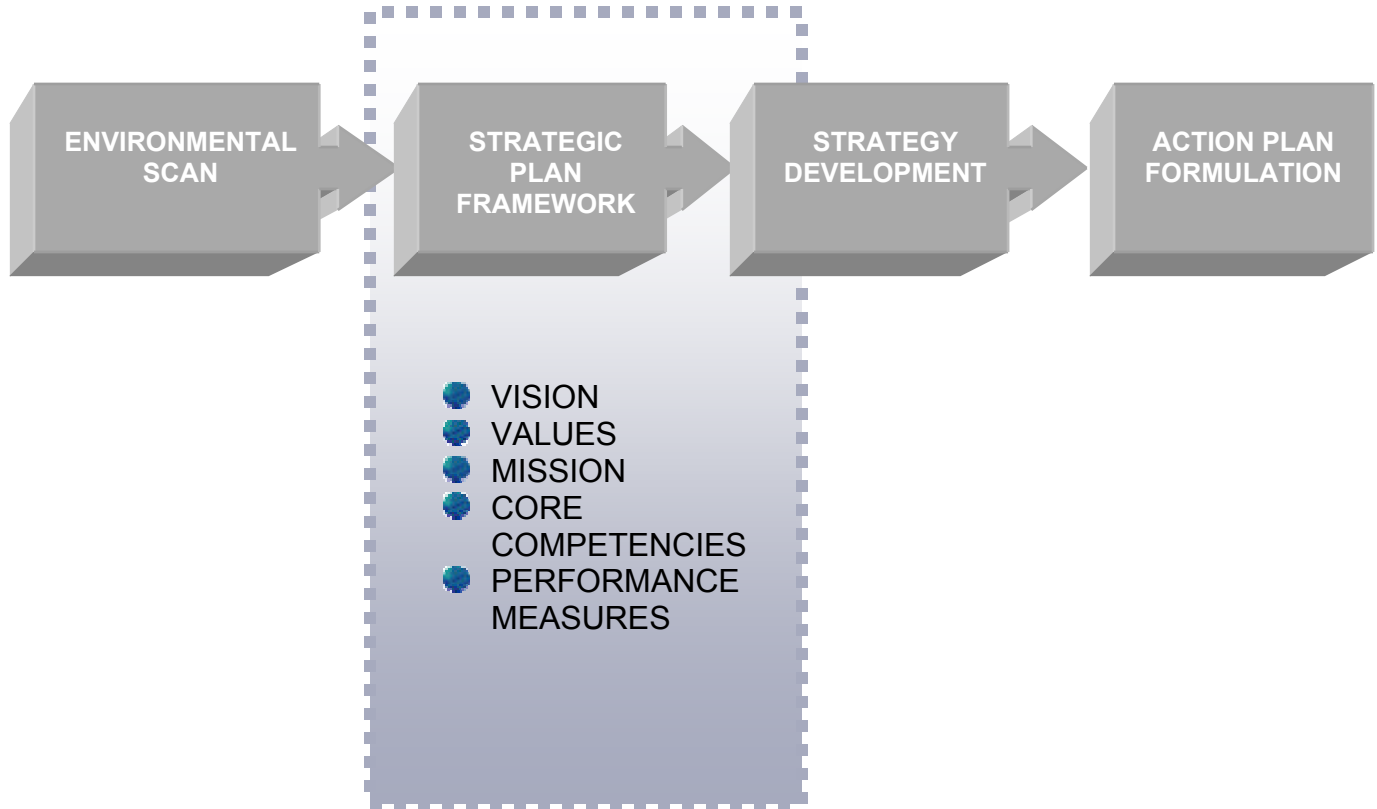 ENVIRONMENTAL
SCAN
STRATEGIC
PLAN
FRAMEWORK
STRATEGY
DEVELOPMENT
ACTION PLAN
FORMULATION
VISION
VALUES
MISSION
CORE
COMPETENCIES
PERFORMANCE
MEASURES